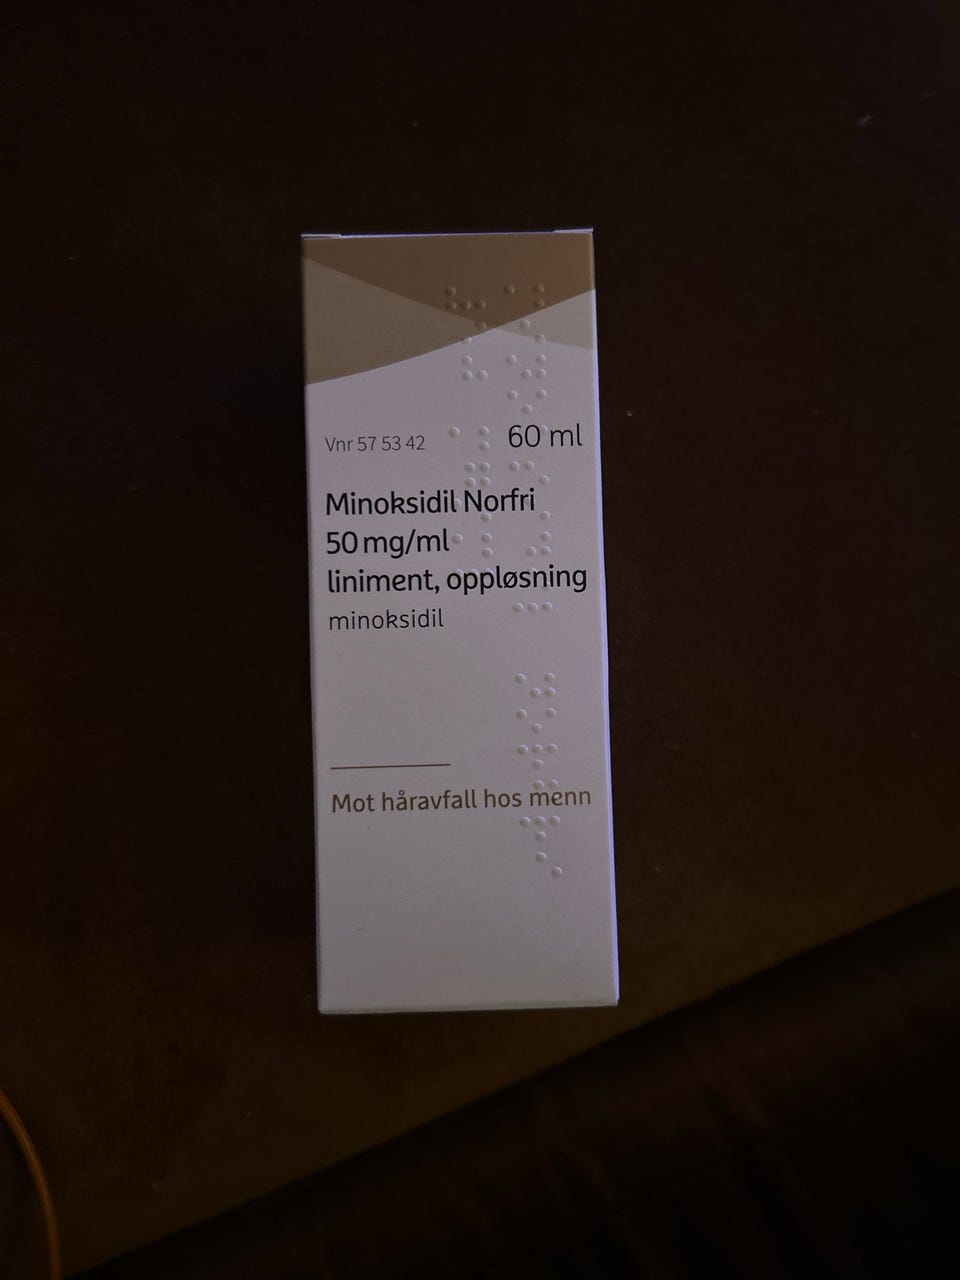 Vnr 57 53 42 60 ml
Minoksidil Norfri
50 mg/ml
liniment, oppløsning
minoksidil
Mot håravfall hos menn